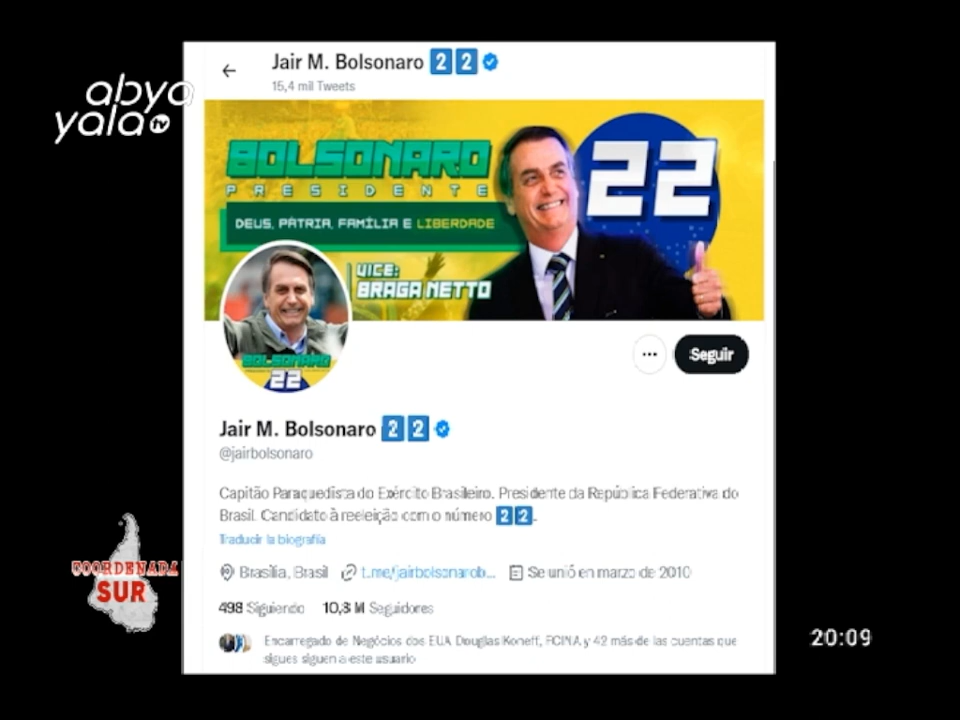 Jair M. Bolsonaro 2️⃣2️⃣
15,4 mil Tweets
abya
yala tv
BOLSONARO
PRESIDENTE
22
DEUS, PÁTRIA, FAMÍLIA E LIBERDADE
VICE:
BRAGA NETTO
BOLSONARO
22
Seguir
Jair M. Bolsonaro 2️⃣2️⃣
@jairbolsonaro
Capitão Paraquedista do Exército Brasileiro. Presidente da República Federativa do
Brasil. Candidato à reeleição com o número 2️⃣2️⃣.
Traducir la biografía
Brasília, Brasil t.me/jairbolsonarob... Se unió en marzo de 2010
498 Siguiendo 10,8 M Seguidores
Encarregado de Negócios dos EUA Douglas Koneff, FCINA y 42 más de las cuentas que
sigues siguen a este usuario
COORDENADA
SUR
20:09